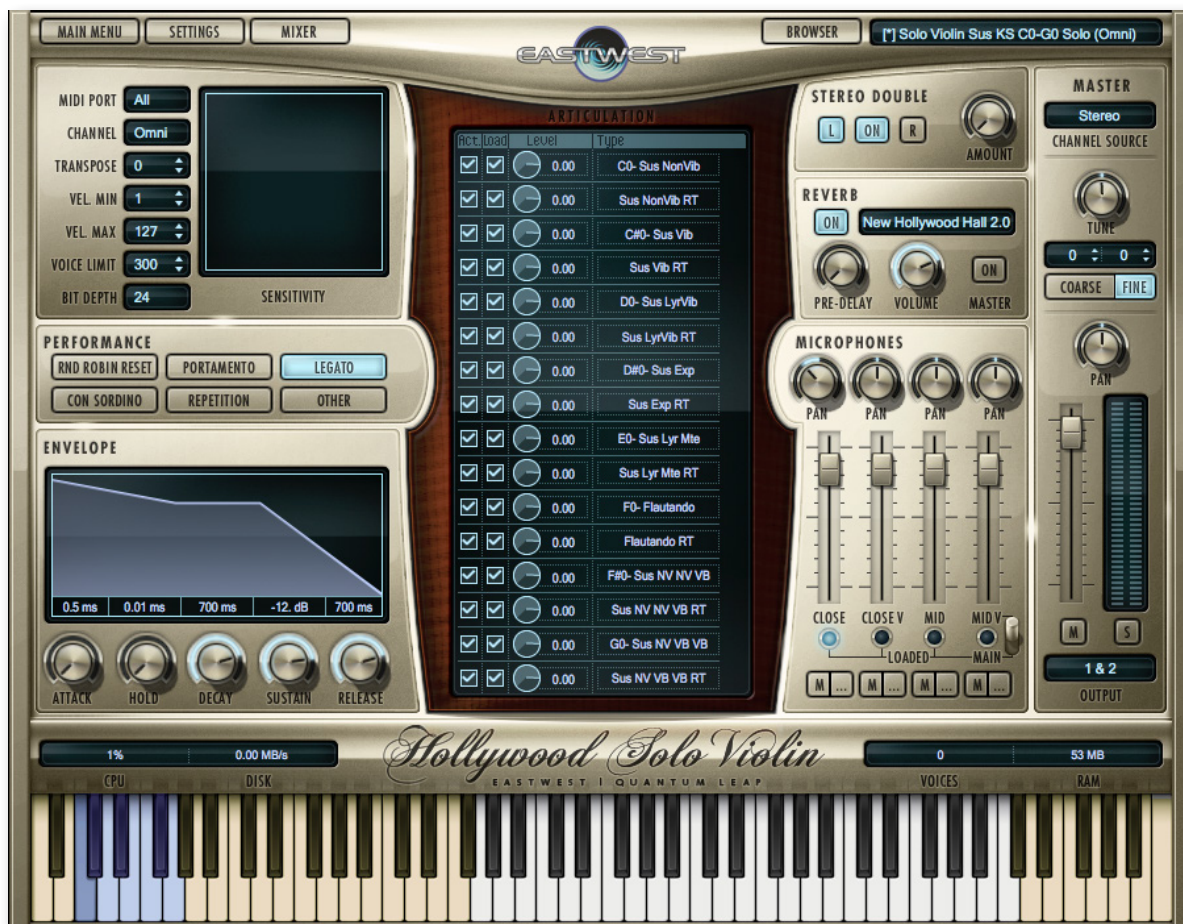 MAIN MENU SETTINGS MIXER
EASTWEST
BROWSER [*] Solo Violin Sus KS C0-G0 Solo (Omni)
MIDI PORT All
CHANNEL Omni
TRANSPOSE 0
VEL. MIN 1
VEL. MAX 127
VOICE LIMIT 300
BIT DEPTH 24
SENSITIVITY
PERFORMANCE
RND ROBIN RESET PORTAMENTO LEGATO
CON SORDINO REPETITION OTHER
ENVELOPE
0.5 ms 0.01 ms 700 ms -12. dB 700 ms
ATTACK HOLD DECAY SUSTAIN RELEASE
ARTICULATION
Act. Load Level Type
0.00 C0- Sus NonVib
0.00 Sus NonVib RT
0.00 C#0- Sus Vib
0.00 Sus Vib RT
0.00 D0- Sus LyrVib
0.00 Sus LyrVib RT
0.00 D#0- Sus Exp
0.00 Sus Exp RT
0.00 E0- Sus Lyr Mte
0.00 Sus Lyr Mte RT
0.00 F0- Flautando
0.00 Flautando RT
0.00 F#0- Sus NV NV VB
0.00 Sus NV NV VB RT
0.00 G0- Sus NV VB VB
0.00 Sus NV VB VB RT
STEREO DOUBLE
L ON R
AMOUNT
REVERB
ON New Hollywood Hall 2.0
ON
PRE-DELAY VOLUME MASTER
MICROPHONES
PAN PAN PAN PAN
CLOSE CLOSE V MID MID V
LOADED MAIN
M ... M ... M ... M ...
MASTER
Stereo
CHANNEL SOURCE
TUNE
0 0
COARSE FINE
PAN
M S
1 & 2
OUTPUT
1% 0.00 MB/s
CPU DISK
Hollywood Solo Violin
EASTWEST | QUANTUM LEAP
0 53 MB
VOICES RAM